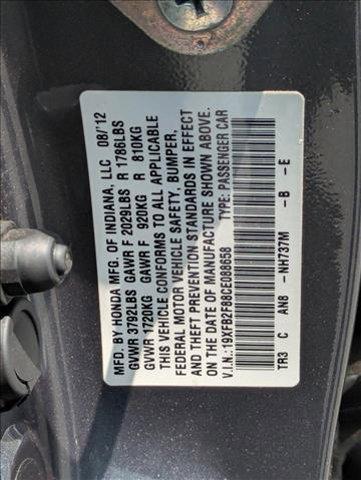 MFD. BY HONDA MFG. OF INDIANA, LLC 08/'12
GVWR 3792LBS GAWR F 2029LBS R 1786LBS
GVWR 1720KG GAWR F 920KG R 810KG
THIS VEHICLE CONFORMS TO ALL APPLICABLE
FEDERAL MOTOR VEHICLE SAFETY, BUMPER,
AND THEFT PREVENTION STANDARDS IN EFFECT
ON THE DATE OF MANUFACTURE SHOWN ABOVE.
V.I.N.: 19XFB2F88CE088658 TYPE: PASSENGER CAR
TR3 C AN8 -NH737M -B -E